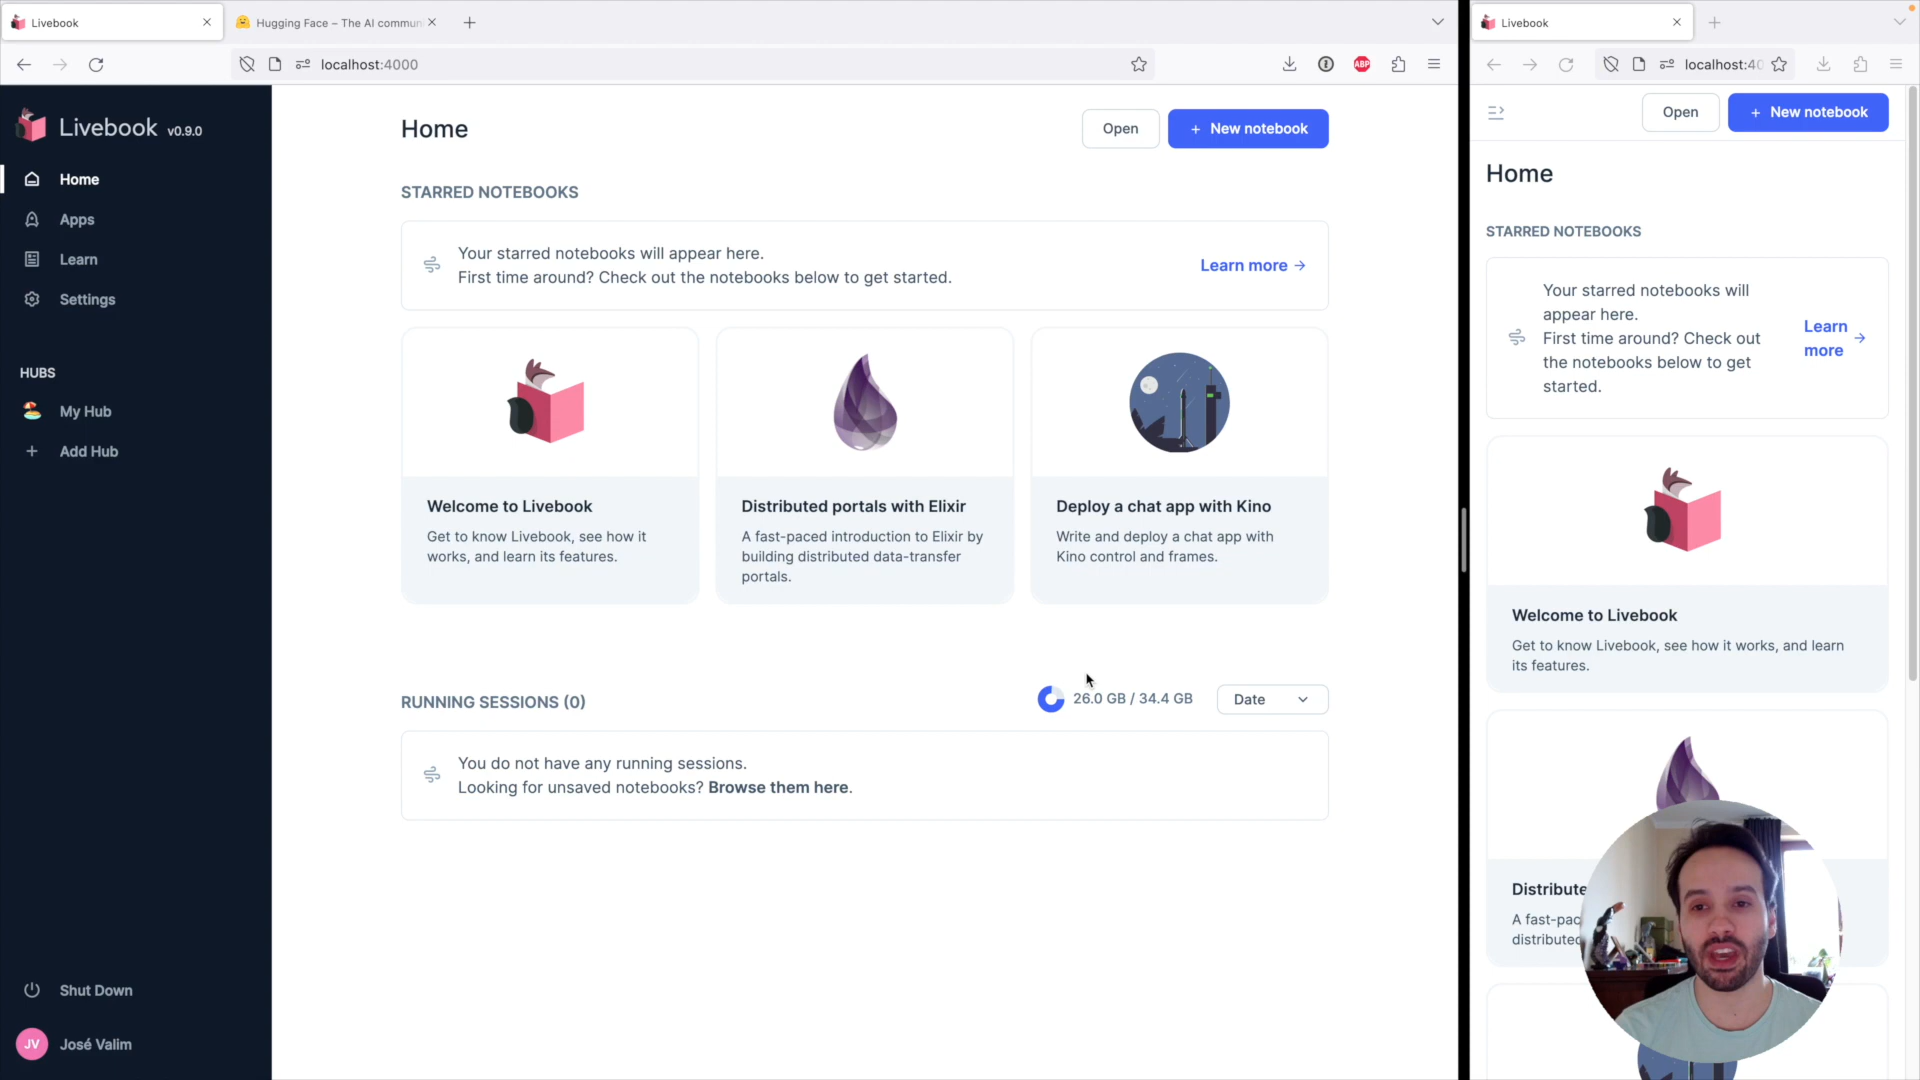 Livebook
Hugging Face – The AI commun
localhost:4000
ABP
Livebook v0.9.0
Home
Apps
Learn
Settings
HUBS
My Hub
Add Hub
Shut Down
JV José Valim
Home
Open
+ New notebook
STARRED NOTEBOOKS
Your starred notebooks will appear here.
First time around? Check out the notebooks below to get started.
Learn more →
Welcome to Livebook
Get to know Livebook, see how it
works, and learn its features.
Distributed portals with Elixir
A fast-paced introduction to Elixir by
building distributed data-transfer
portals.
Deploy a chat app with Kino
Write and deploy a chat app with
Kino control and frames.
RUNNING SESSIONS (0)
26.0 GB / 34.4 GB
Date
You do not have any running sessions.
Looking for unsaved notebooks? Browse them here.
Livebook
localhost:40
Open
+ New notebook
Home
STARRED NOTEBOOKS
Your starred notebooks will
appear here.
First time around? Check out
the notebooks below to get
started.
Learn
more →
Welcome to Livebook
Get to know Livebook, see how it works, and learn
its features.
Distribute
A fast-pac
distributed